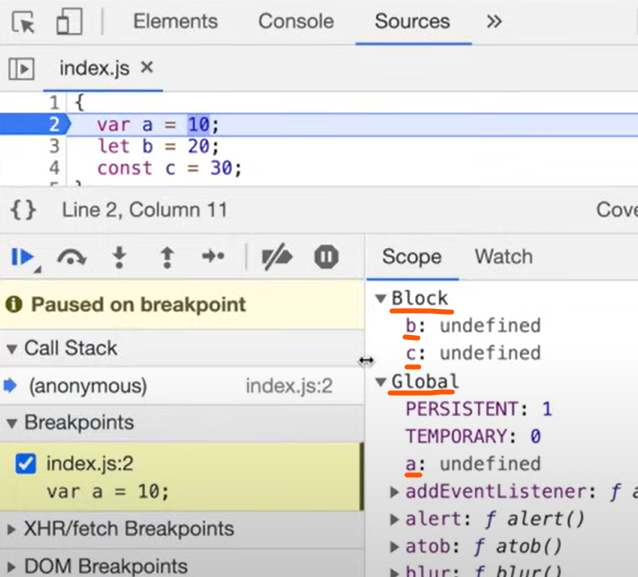 Elements Console Sources »
index.js ×
1 {
2 var a = 10;
3 let b = 20;
4 const c = 30;
5 }
{} Line 2, Column 11 Cove
Paused on breakpoint
Call Stack
(anonymous) index.js:2
Breakpoints
index.js:2
var a = 10;
XHR/fetch Breakpoints
DOM Breakpoints
Scope Watch
Block
b: undefined
c: undefined
Global
PERSISTENT: 1
TEMPORARY: 0
a: undefined
addEventListener: ƒ a
alert: ƒ alert()
atob: ƒ atob()
blur: ƒ blur()